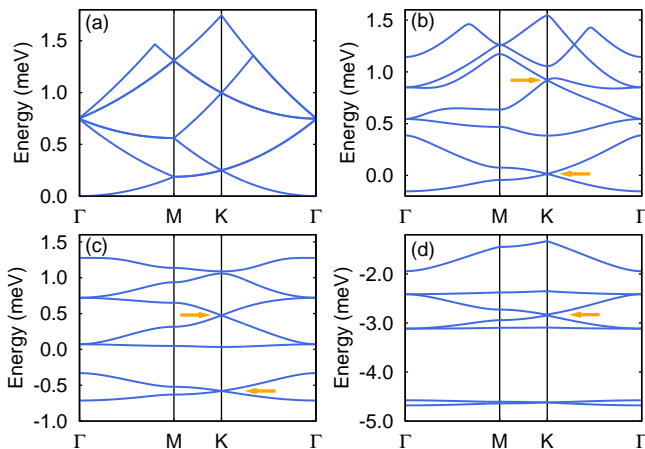 (a)
Energy (meV)
1.5
1.0
0.5
0.0
Γ M K Γ
(b)
Energy (meV)
1.5
1.0
0.5
0.0
Γ M K Γ
(c)
Energy (meV)
1.5
1.0
0.5
0.0
-0.5
-1.0
Γ M K Γ
(d)
Energy (meV)
-2.0
-3.0
-4.0
-5.0
Γ M K Γ